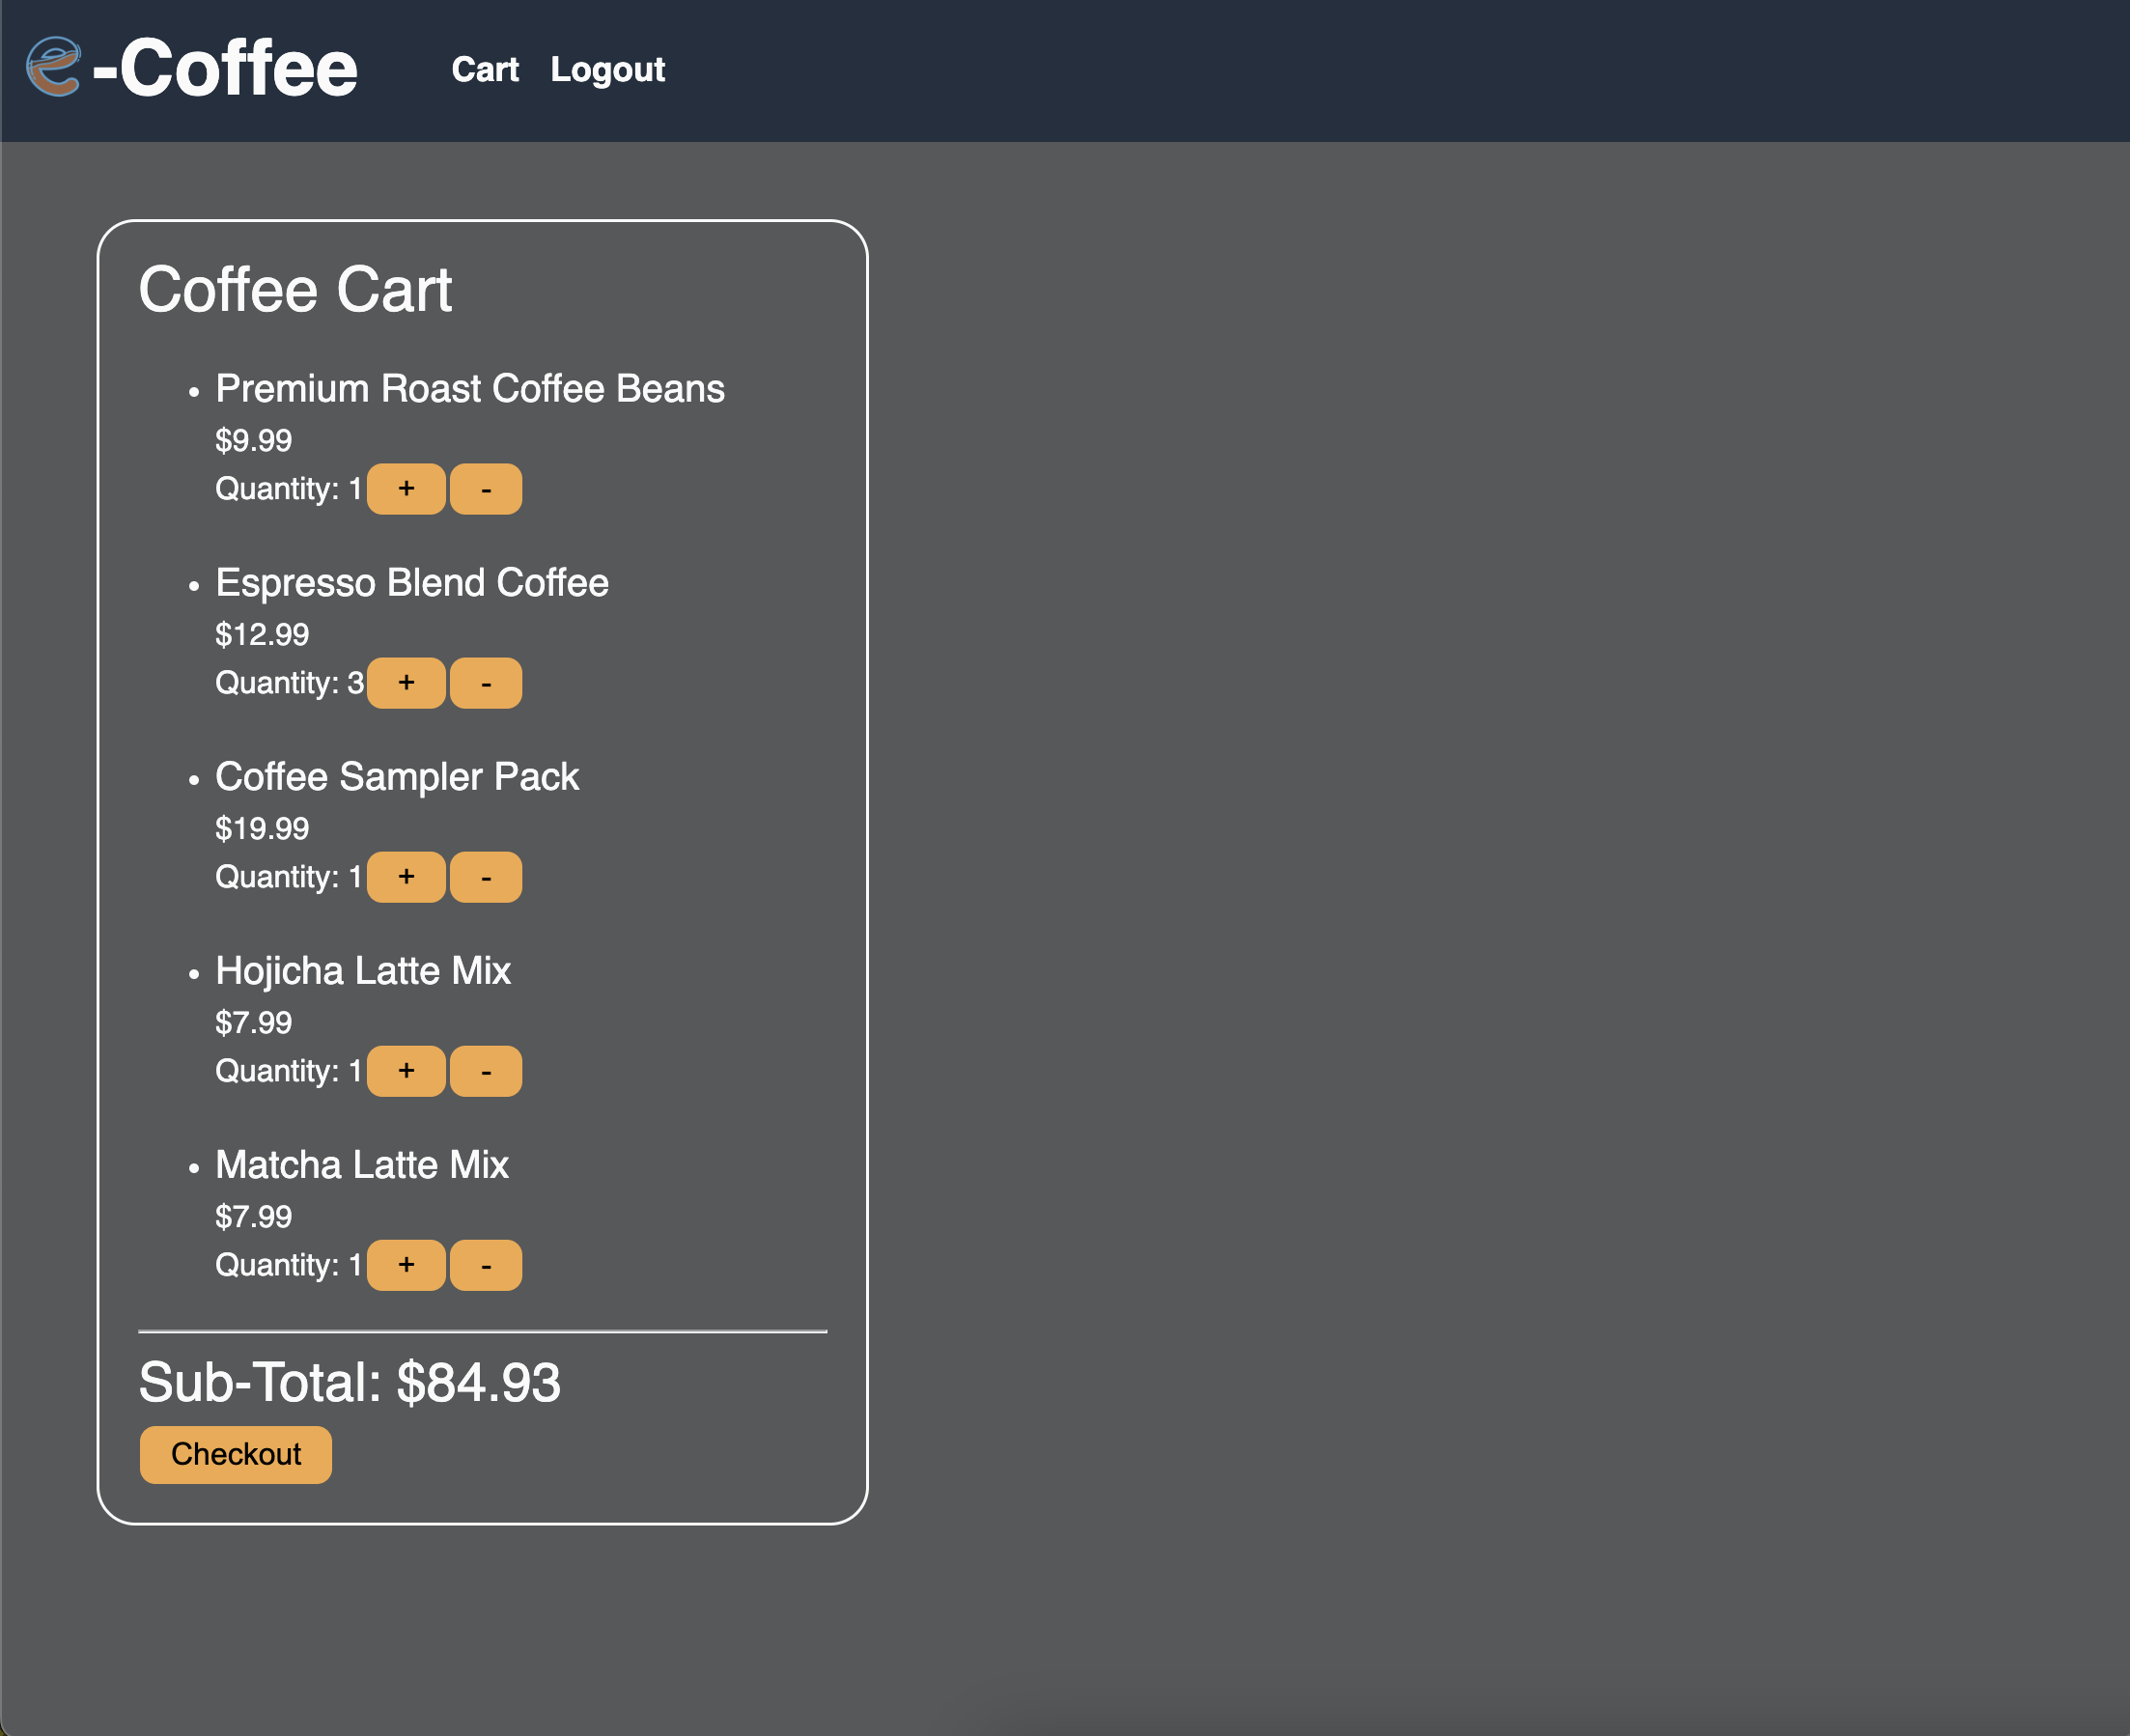 e-Coffee Cart Logout
Coffee Cart
• Premium Roast Coffee Beans
$9.99
Quantity: 1 + -
• Espresso Blend Coffee
$12.99
Quantity: 3 + -
• Coffee Sampler Pack
$19.99
Quantity: 1 + -
• Hojicha Latte Mix
$7.99
Quantity: 1 + -
• Matcha Latte Mix
$7.99
Quantity: 1 + -
Sub-Total: $84.93
Checkout